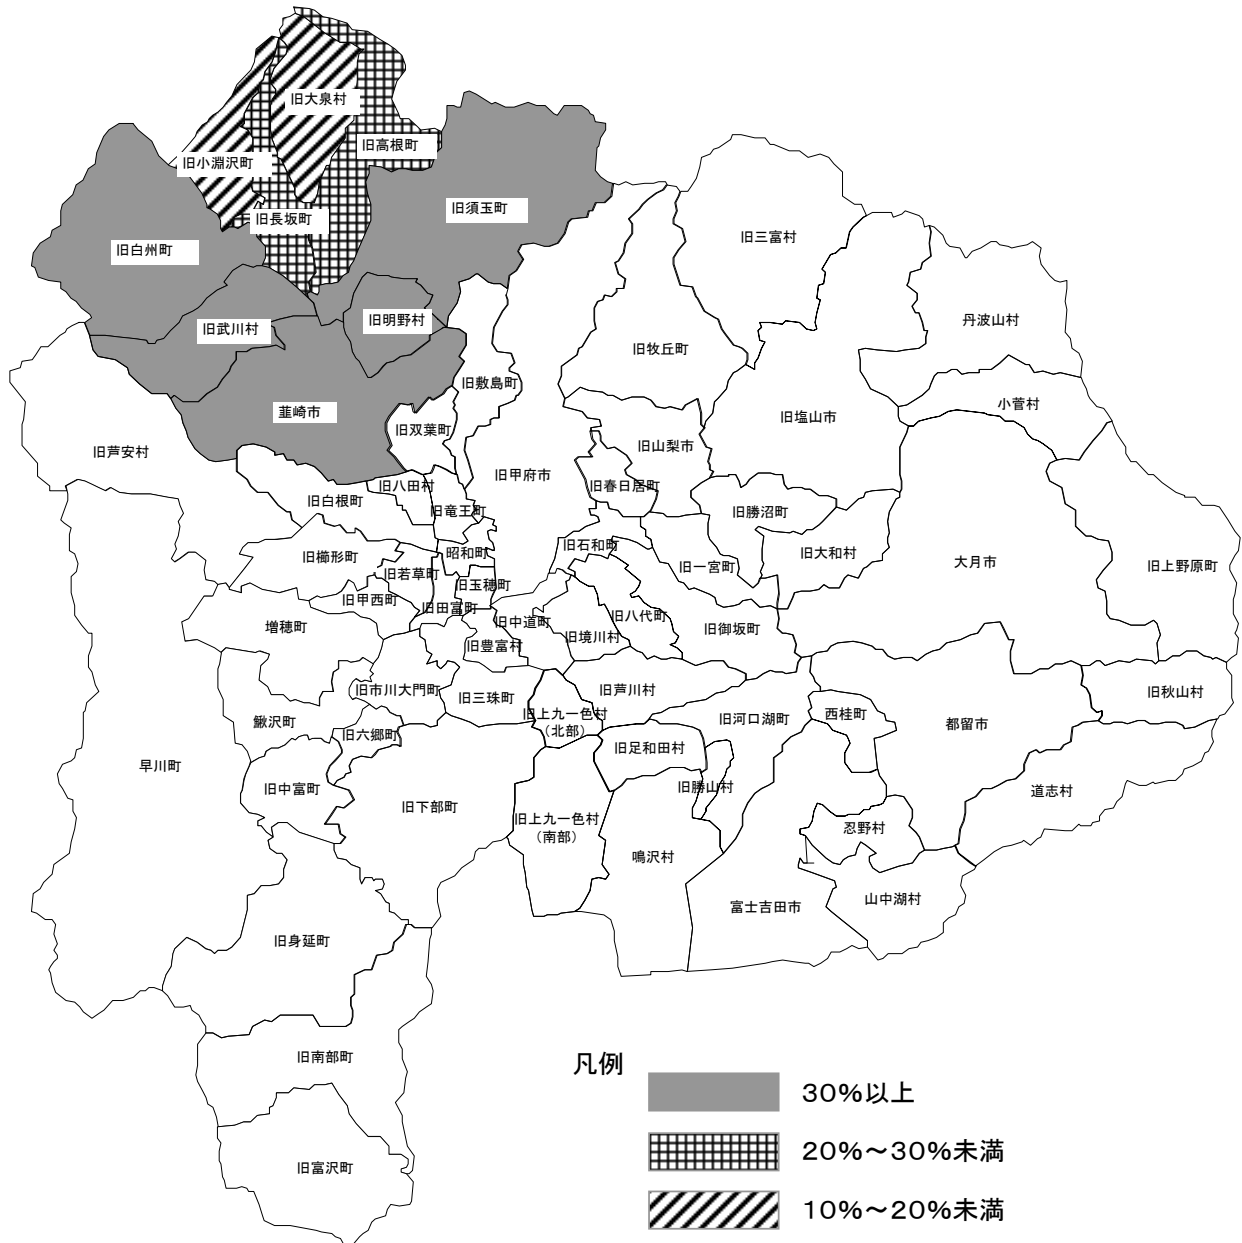 旧大泉村
旧高根町
旧小淵沢町
旧長坂町
旧須玉町
旧白州町
旧三富村
旧武川村
旧明野村
丹波山村
旧牧丘町
旧敷島町
小菅村
韮崎市
旧塩山市
旧双葉町
旧山梨市
旧芦安村
旧甲府市
旧八田村
旧春日居町
旧白根町
旧竜王町
旧勝沼町
旧石和町
昭和町
旧大和村
旧櫛形町
大月市
旧上野原町
旧一宮町
旧若草町
旧玉穂町
旧甲西町
旧田富町
旧八代町
旧中道町
増穂町
旧御坂町
旧境川村
旧豊富村
旧市川大門町
旧芦川村
旧秋山村
旧三珠町
旧上九一色村
（北部）
西桂町
旧河口湖町
鰍沢町
都留市
旧六郷町
旧足和田村
早川町
旧中富町
旧勝山村
道志村
旧下部町
旧上九一色村
（南部）
忍野村
鳴沢村
山中湖村
富士吉田市
旧身延町
旧南部町
旧富沢町
凡例
30%以上
20%～30%未満
10%～20%未満